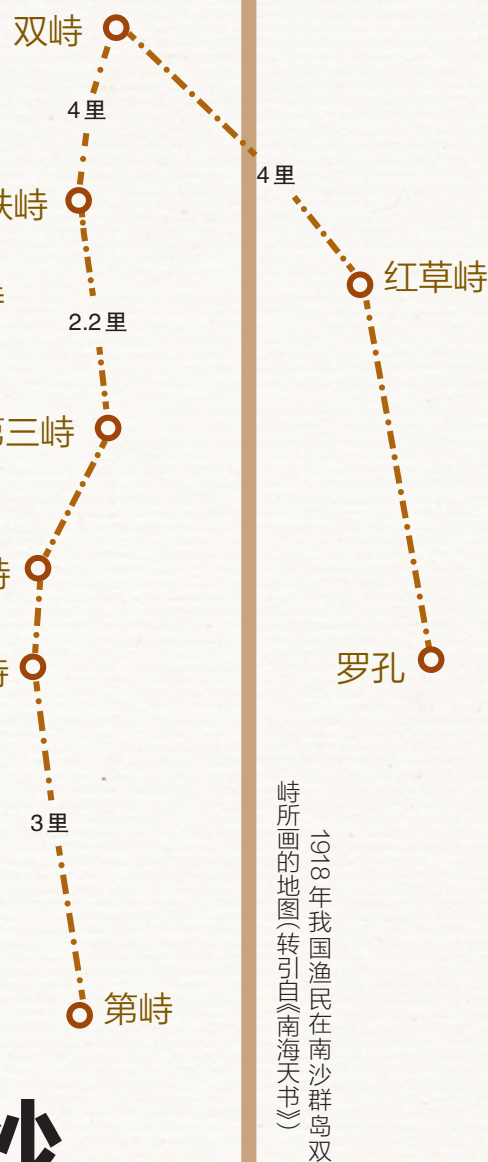 双峙
4里
4里
峙
红草峙
2.2里
三峙
罗孔
3里
第峙
1918年我国渔民在南沙群岛双
峙所画的地图（转引自《南海天书》）